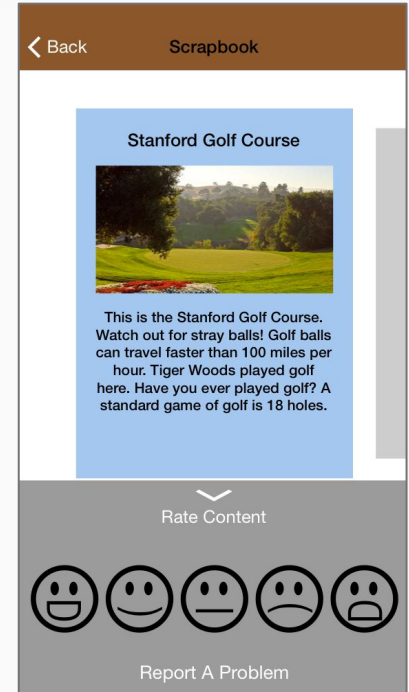 Back
Scrapbook
Stanford Golf Course
This is the Stanford Golf Course.
Watch out for stray balls! Golf balls
can travel faster than 100 miles per
hour. Tiger Woods played golf
here. Have you ever played golf? A
standard game of golf is 18 holes.
Rate Content
Report A Problem